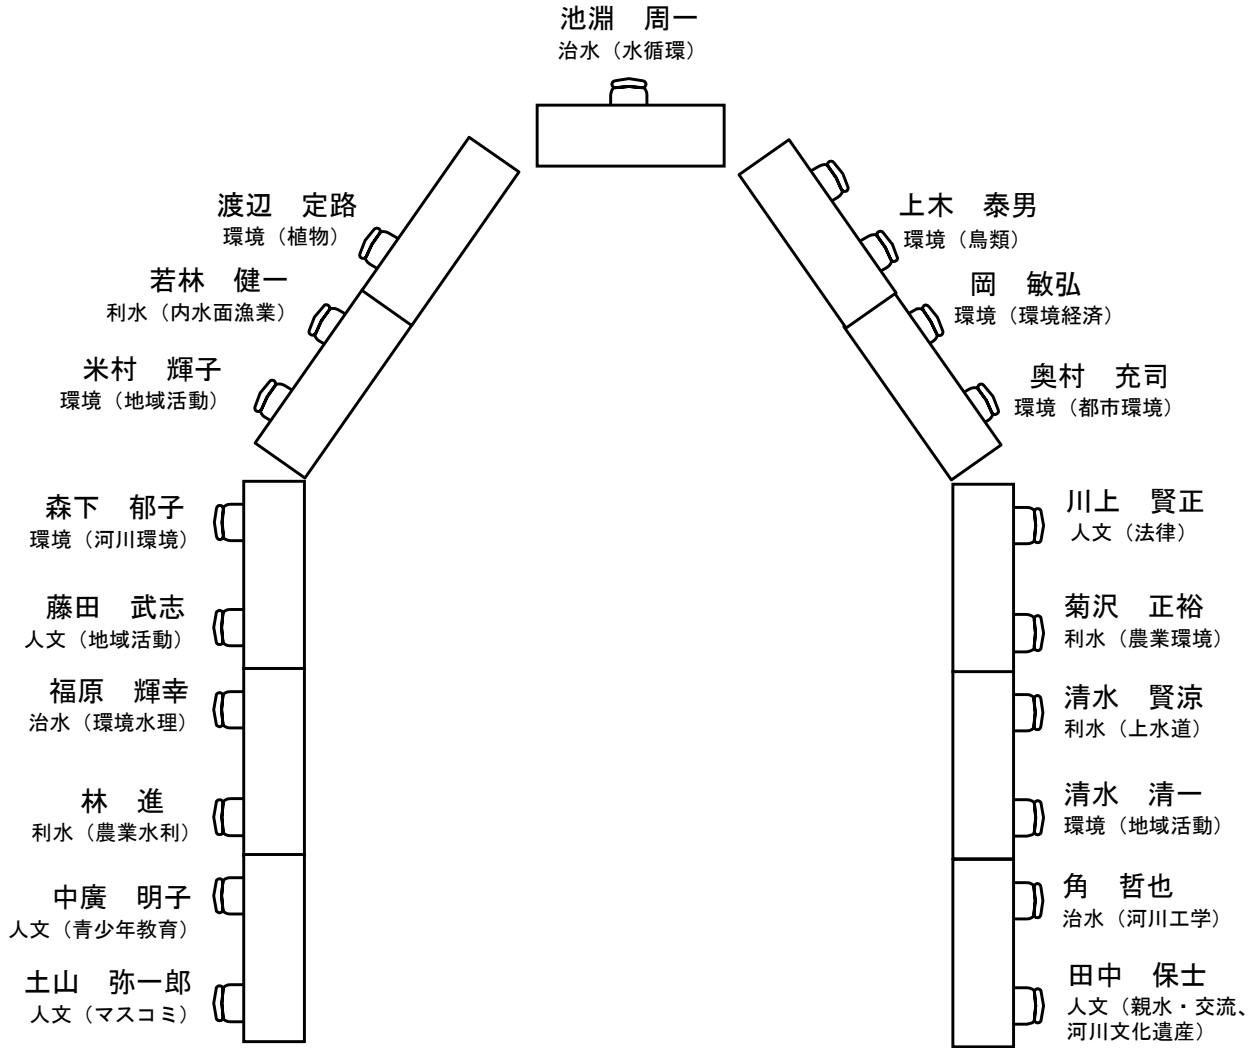 池淵　周一
治水（水循環）
渡辺　定路
環境（植物）
若林　健一
利水（内水面漁業）
米村　輝子
環境（地域活動）
森下　郁子
環境（河川環境）
藤田　武志
人文（地域活動）
福原　輝幸
治水（環境水理）
林　進
利水（農業水利）
中廣　明子
人文（青少年教育）
土山　弥一郎
人文（マスコミ）
上木　泰男
環境（鳥類）
岡　敏弘
環境（環境経済）
奥村　充司
環境（都市環境）
川上　賢正
人文（法律）
菊沢　正裕
利水（農業環境）
清水　賢涼
利水（上水道）
清水　清一
環境（地域活動）
角　哲也
治水（河川工学）
田中　保士
人文（親水・交流、
河川文化遺産）